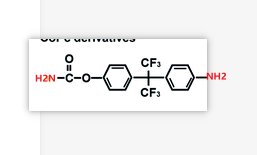 derivatives
O
CF₃
H2N-C-O
NH2
CF₃